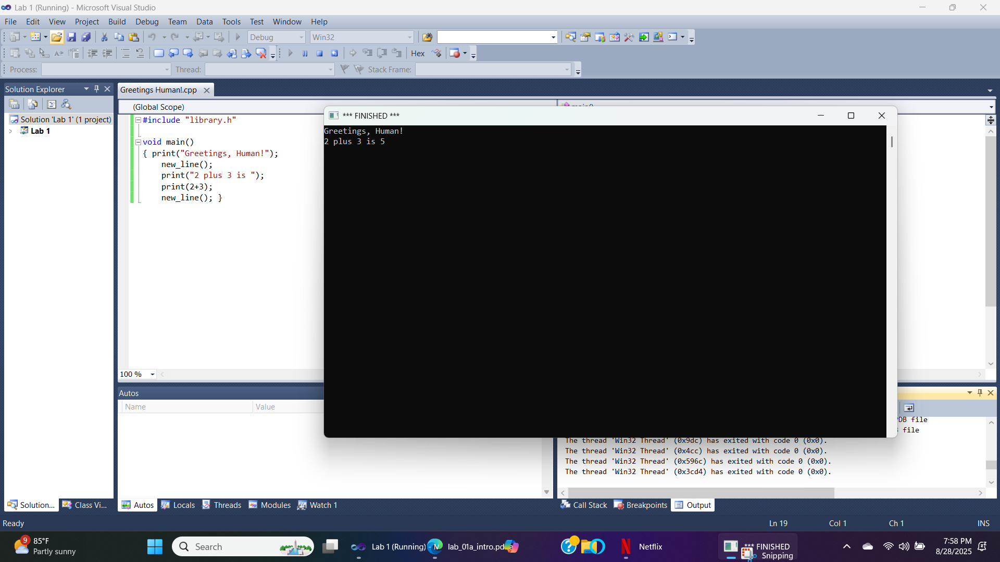 Lab 1 (Running) - Microsoft Visual Studio
File Edit View Project Build Debug Team Data Tools Test Window Help
Debug Win32
Hex
Process: Thread: Stack Frame:
Solution Explorer
Solution 'Lab 1' (1 project)
Lab 1
Greetings Human!.cpp
(Global Scope)
#include "library.h"
void main()
{ print("Greetings, Human!");
new_line();
print("2 plus 3 is ");
print(2+3);
new_line(); }
*** FINISHED ***
Greetings, Human!
2 plus 3 is 5
100 %
Autos
Name Value
DB file
file
The thread 'Win32 Thread' (0x9dc) has exited with code 0 (0x0).
The thread 'Win32 Thread' (0x4cc) has exited with code 0 (0x0).
The thread 'Win32 Thread' (0x596c) has exited with code 0 (0x0).
The thread 'Win32 Thread' (0x3cd4) has exited with code 0 (0x0).
Solution... Class Vi...
Autos Locals Threads Modules Watch 1
Call Stack Breakpoints Output
Ready Ln 19 Col 1 Ch 1 INS
9 85°F
Partly sunny
Search
Lab 1 (Running) - M
lab_01a_intro.pd
Netflix
*** FINISHED
Snipping
7:58 PM
8/28/2025